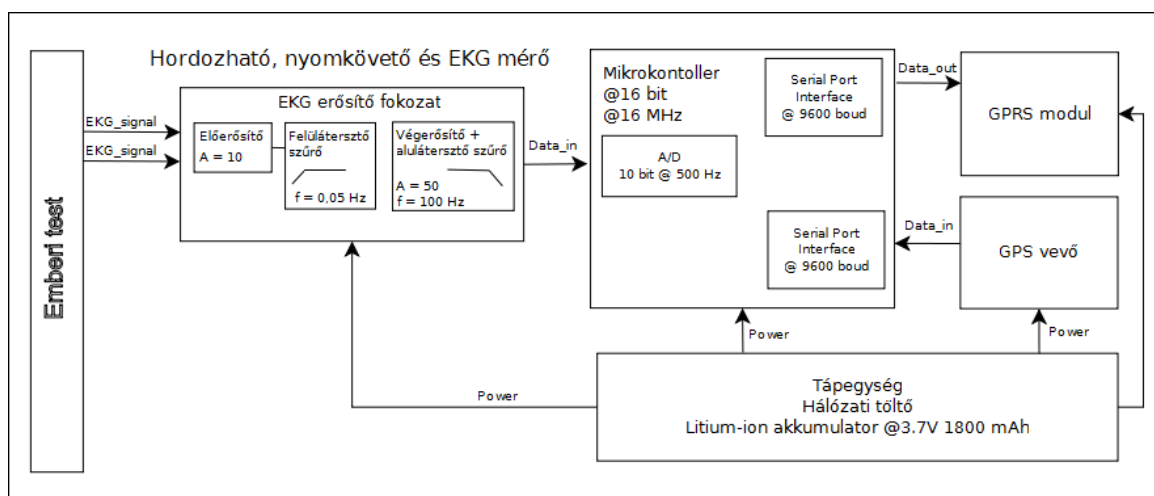 Hordozható, nyomkövető és EKG mérő
Emberi test
EKG_signal
EKG_signal
EKG erősítő fokozat
Előerősítő
A = 10
Felülátersztő
szűrő
f = 0,05 Hz
Végerősítő +
alulátersztő szűrő
A = 50
f = 100 Hz
Data_in
Mikrokontoller
@16 bit
@16 MHz
A/D
10 bit @ 500 Hz
Serial Port
Interface
@ 9600 boud
Data_out
GPRS modul
Serial Port
Interface
@ 9600 boud
Data_in
GPS vevő
Power
Power
Power
Tápegység
Hálózati töltő
Litium-ion akkumulator @3.7V 1800 mAh